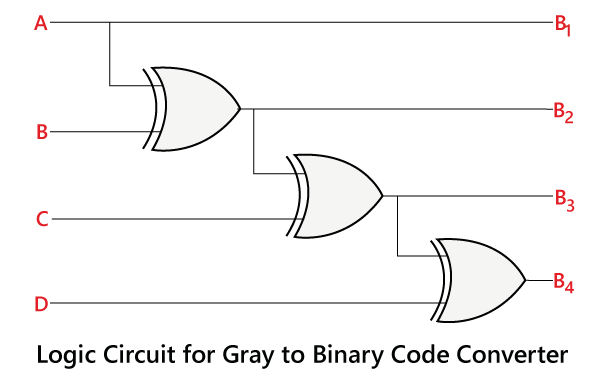 A B₁
B B₂
C B₃
D B₄
Logic Circuit for Gray to Binary Code Converter